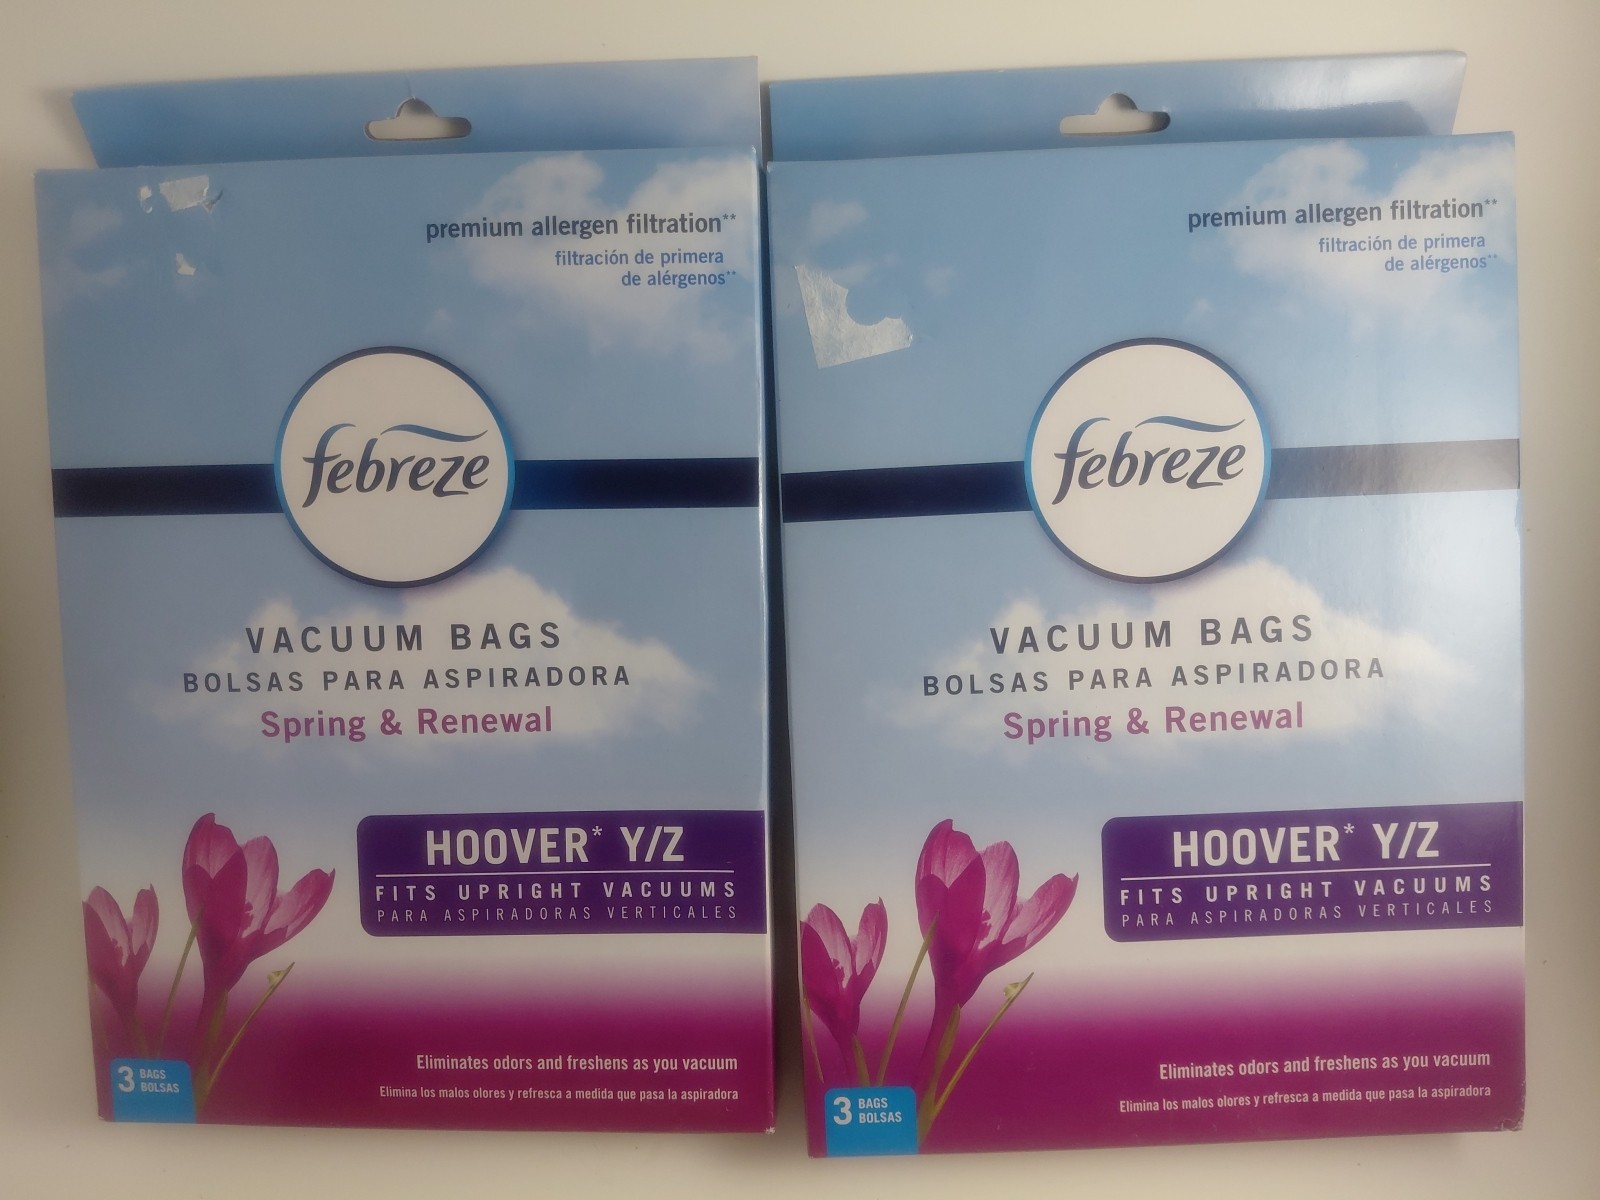 premium allergen filtration**
filtración de primera
de alérgenos**
febreze
VACUUM BAGS
BOLSAS PARA ASPIRADORA
Spring & Renewal
HOOVER* Y/Z
FITS UPRIGHT VACUUMS
PARA ASPIRADORAS VERTICALES
Eliminates odors and freshens as you vacuum
Elimina los malos olores y refresca a medida que pasa la aspiradora
3 BAGS
BOLSAS
premium allergen filtration**
filtración de primera
de alérgenos**
febreze
VACUUM BAGS
BOLSAS PARA ASPIRADORA
Spring & Renewal
HOOVER* Y/Z
FITS UPRIGHT VACUUMS
PARA ASPIRADORAS VERTICALES
Eliminates odors and freshens as you vacuum
Elimina los malos olores y refresca a medida que pasa la aspiradora
3 BAGS
BOLSAS